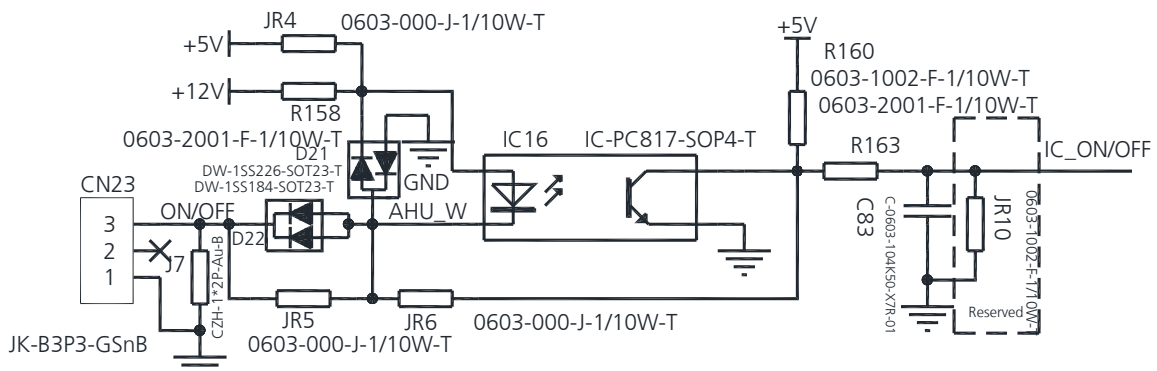 JR4
0603-000-J-1/10W-T
+5V
+12V
R158
0603-2001-F-1/10W-T
D21
DW-1SS226-SOT23-T
DW-1SS184-SOT23-T
GND
IC16
IC-PC817-SOP4-T
+5V
R160
0603-1002-F-1/10W-T
0603-2001-F-1/10W-T
R163
IC_ON/OFF
CN23
3
2
1
ON/OFF
D22
AHU_W
J7
CZH-1*2P-Au-B
JR5
0603-000-J-1/10W-T
JR6
0603-000-J-1/10W-T
JK-B3P3-GSnB
C83
C-0603-104K50-X7R-01
JR10
0603-1002-F-1/10W-
Reserved